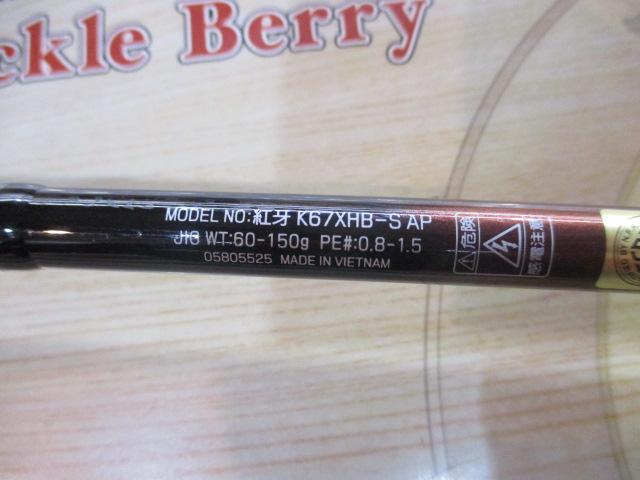 ckle Berry
MODEL NO:紅牙 K67XHB-S AP
JIG WT:60-150g PE#:0.8-1.5
05805525 MADE IN VIETNAM
危険
感電注意